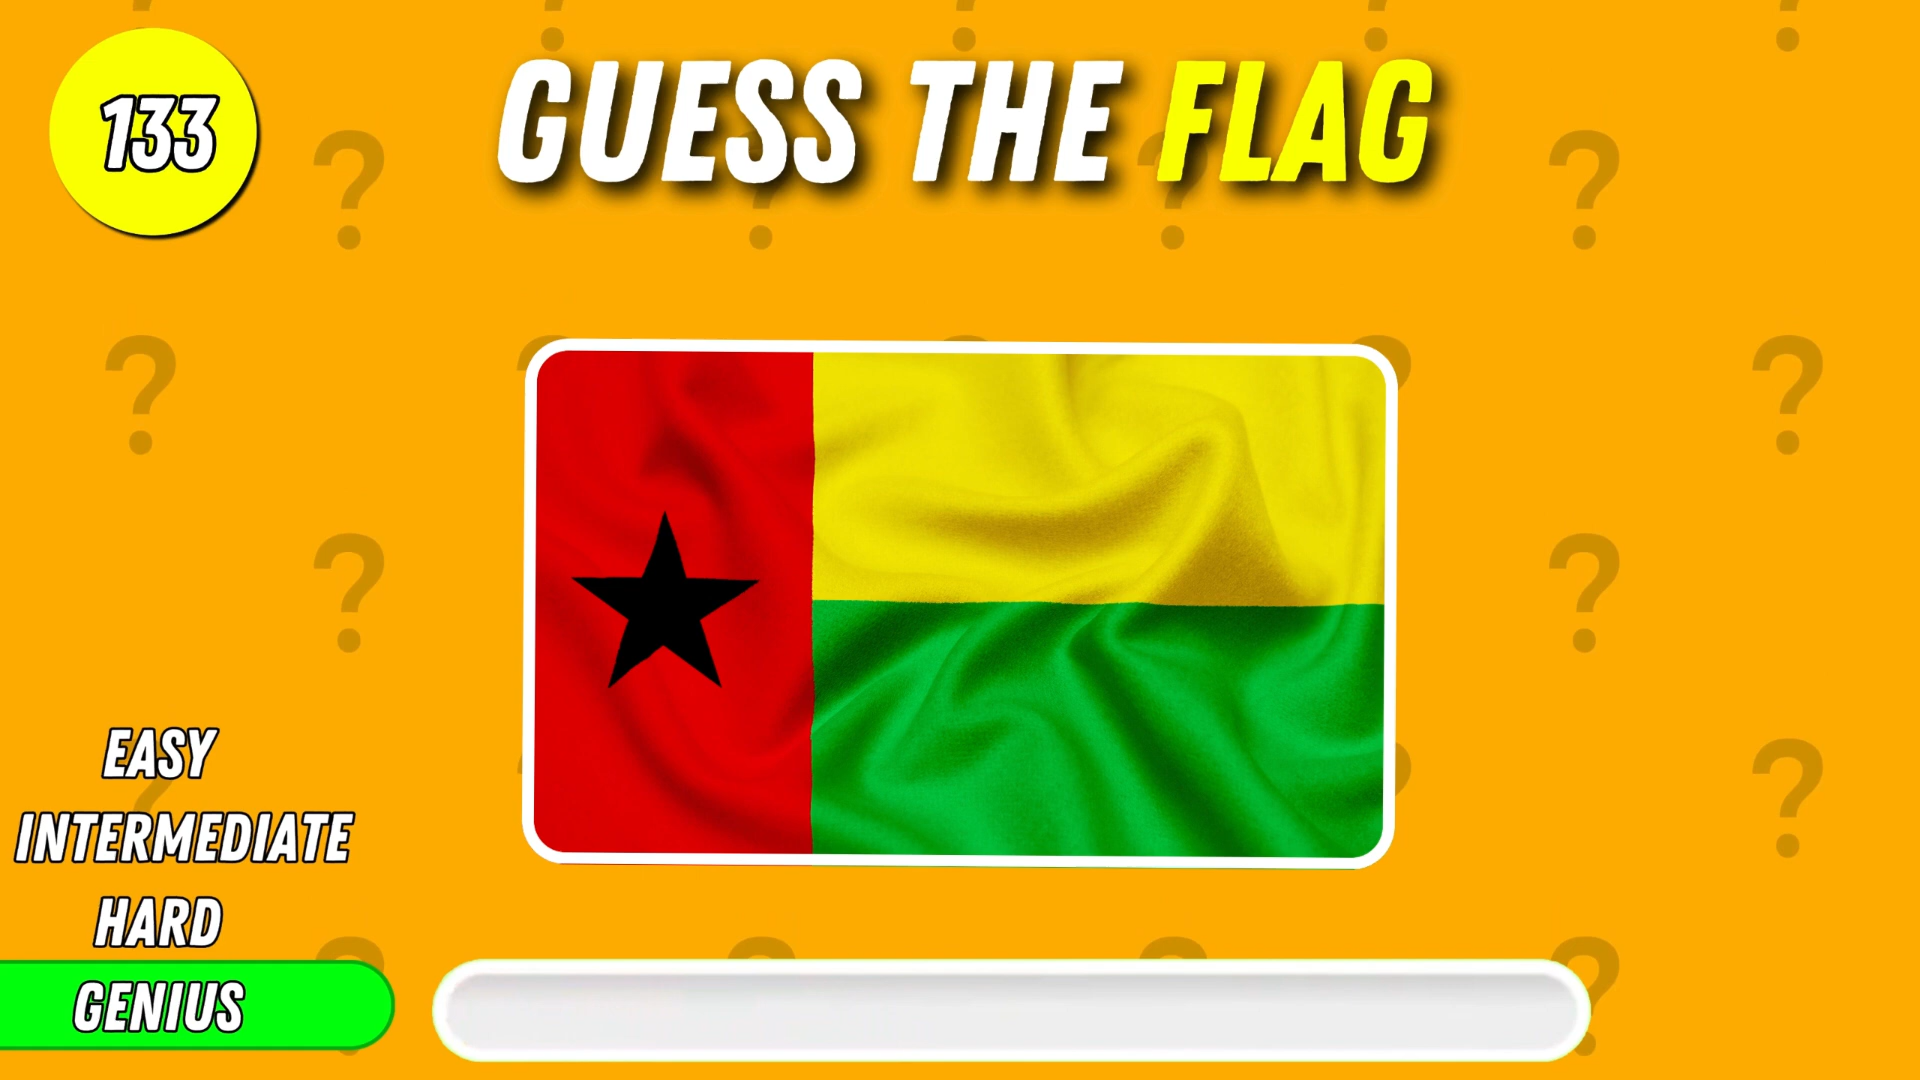 133
GUESS THE FLAG
EASY
INTERMEDIATE
HARD
GENIUS